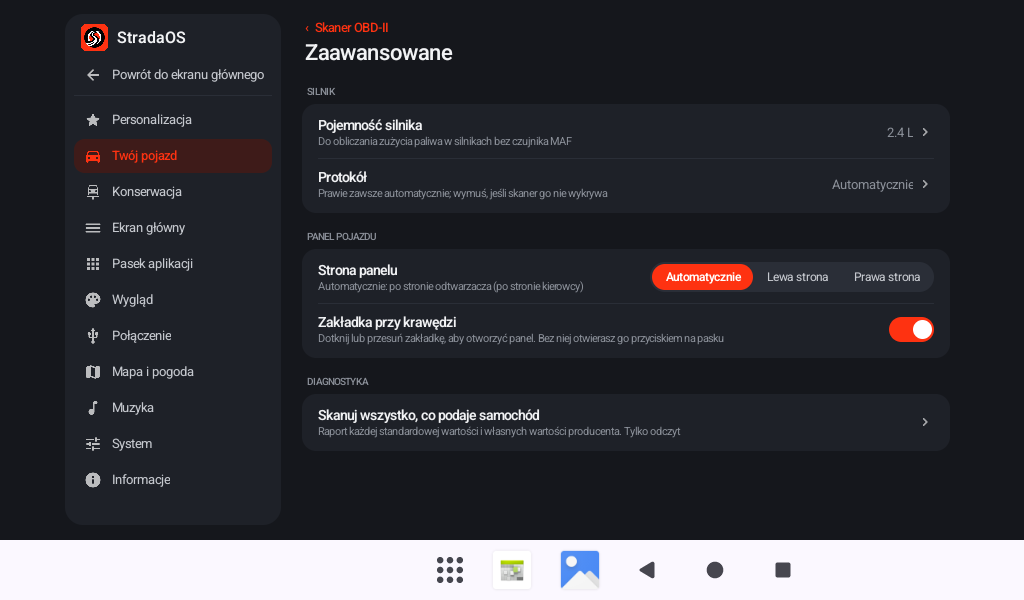 StradaOS
Powrót do ekranu głównego
Personalizacja
Twój pojazd
Konserwacja
Ekran główny
Pasek aplikacji
Wygląd
Połączenie
Mapa i pogoda
Muzyka
System
Informacje
‹ Skaner OBD-II
Zaawansowane
SILNIK
Pojemność silnika
Do obliczania zużycia paliwa w silnikach bez czujnika MAF
2.4 L
Protokół
Prawie zawsze automatycznie; wymuś, jeśli skaner go nie wykrywa
Automatycznie
PANEL POJAZDU
Strona panelu
Automatycznie: po stronie odtwarzacza (po stronie kierowcy)
Automatycznie Lewa strona Prawa strona
Zakładka przy krawędzi
Dotknij lub przesuń zakładkę, aby otworzyć panel. Bez niej otwierasz go przyciskiem na pasku
DIAGNOSTYKA
Skanuj wszystko, co podaje samochód
Raport każdej standardowej wartości i własnych wartości producenta. Tylko odczyt